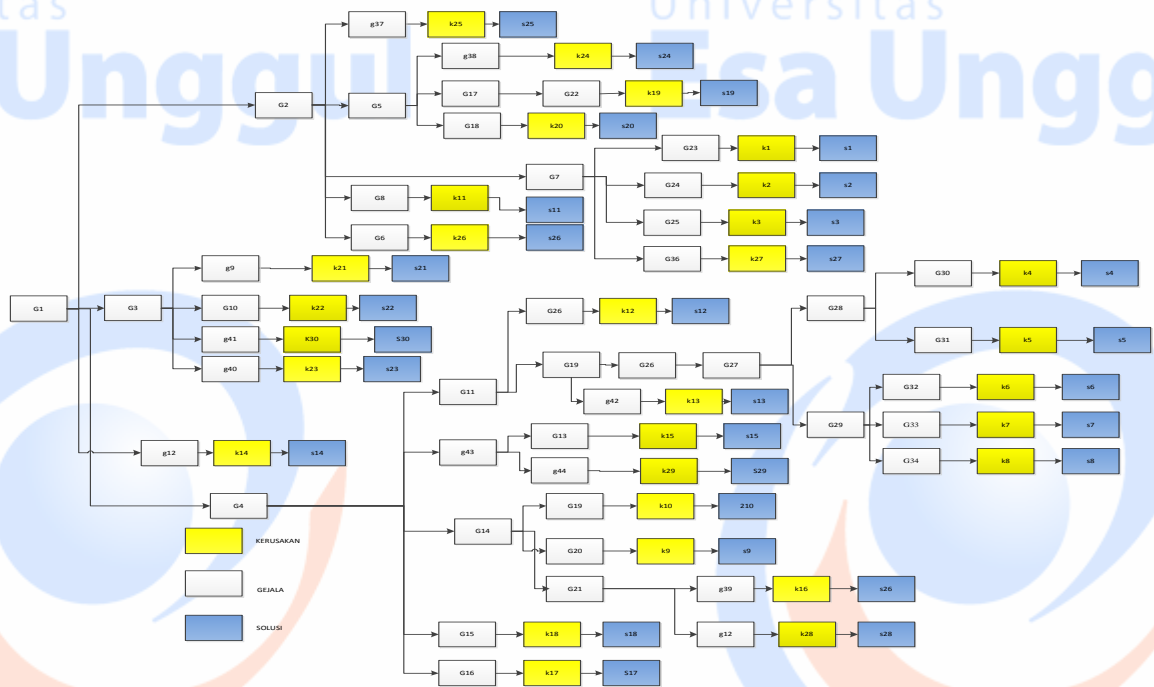 tas
Universitas
Unggul
Esa Ungg
g37 k25 s25
g38 k24 s24
G2 G5 G17 G22 k19 s19
G18 k20 s20
G23 k1 s1
G7 G24 k2 s2
G8 k11 s11
G25 k3 s3
G6 k26 s26
G36 k27 s27
g9 k21 s21
G30 k4 s4
G1 G3 G10 k22 s22
G26 k12 s12
G28
g41 K30 S30
G31 k5 s5
g40 k23 s23
G19 G26 G27
G11
G32 k6 s6
g42 k13 s13
G29 G33 k7 s7
g12 k14 s14
g43 G13 k15 s15
G34 k8 s8
g44 k29 S29
G4
G19 k10 210
G14
KERUSAKAN
G20 k9 s9
GEJALA
G21 g39 k16 s26
SOLUSI
G15 k18 s18
g12 k28 s28
G16 k17 S17